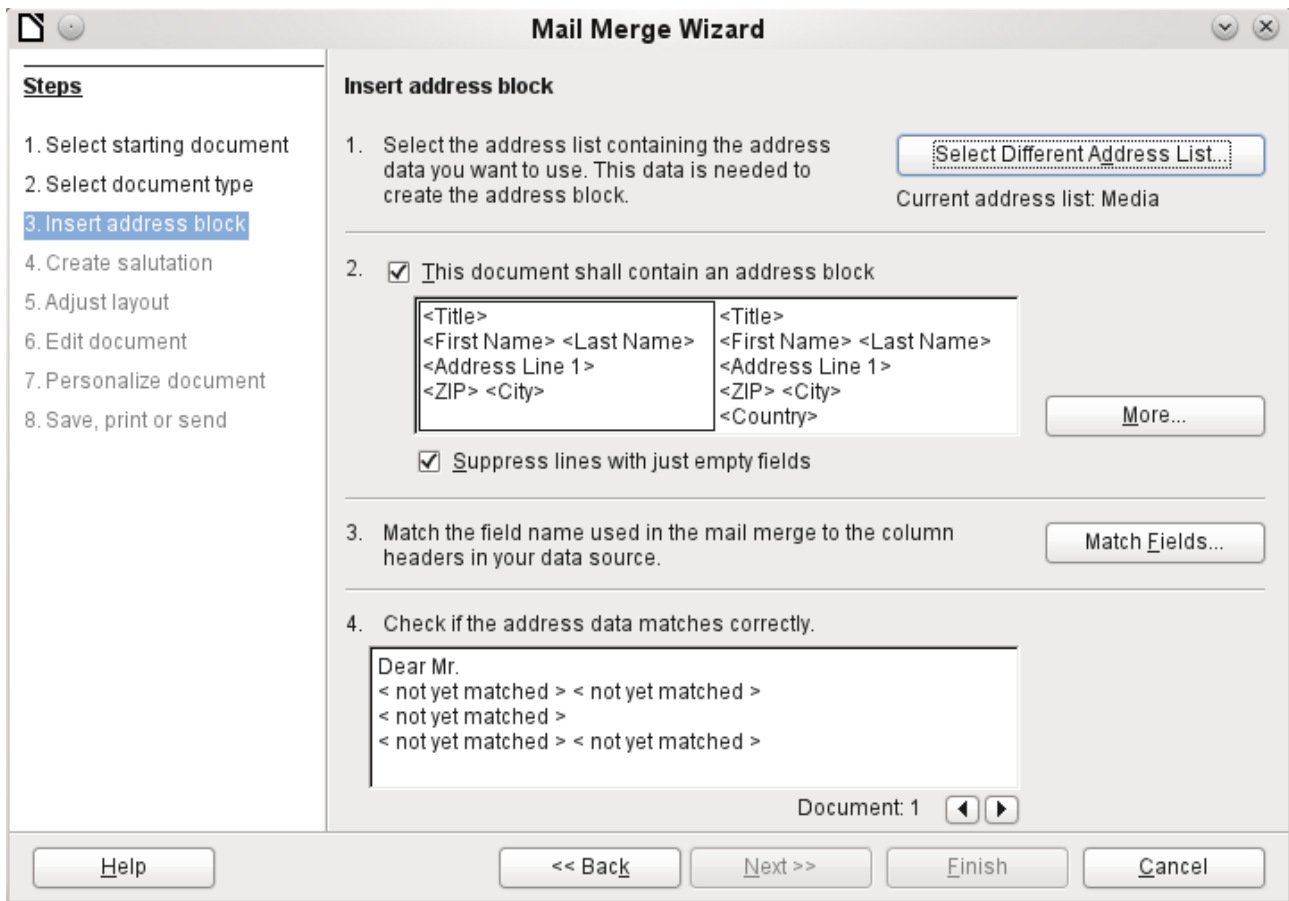 Mail Merge Wizard
Steps
1. Select starting document
2. Select document type
3. Insert address block
4. Create salutation
5. Adjust layout
6. Edit document
7. Personalize document
8. Save, print or send
Insert address block
1. Select the address list containing the address
data you want to use. This data is needed to
create the address block.
Select Different Address List...
Current address list: Media
2. This document shall contain an address block
<Title>
<First Name> <Last Name>
<Address Line 1>
<ZIP> <City>
<Title>
<First Name> <Last Name>
<Address Line 1>
<ZIP> <City>
<Country>
More...
Suppress lines with just empty fields
3. Match the field name used in the mail merge to the column
headers in your data source.
Match Fields...
4. Check if the address data matches correctly.
Dear Mr.
< not yet matched > < not yet matched >
< not yet matched >
< not yet matched > < not yet matched >
Document: 1
Help
<< Back
Next >>
Finish
Cancel